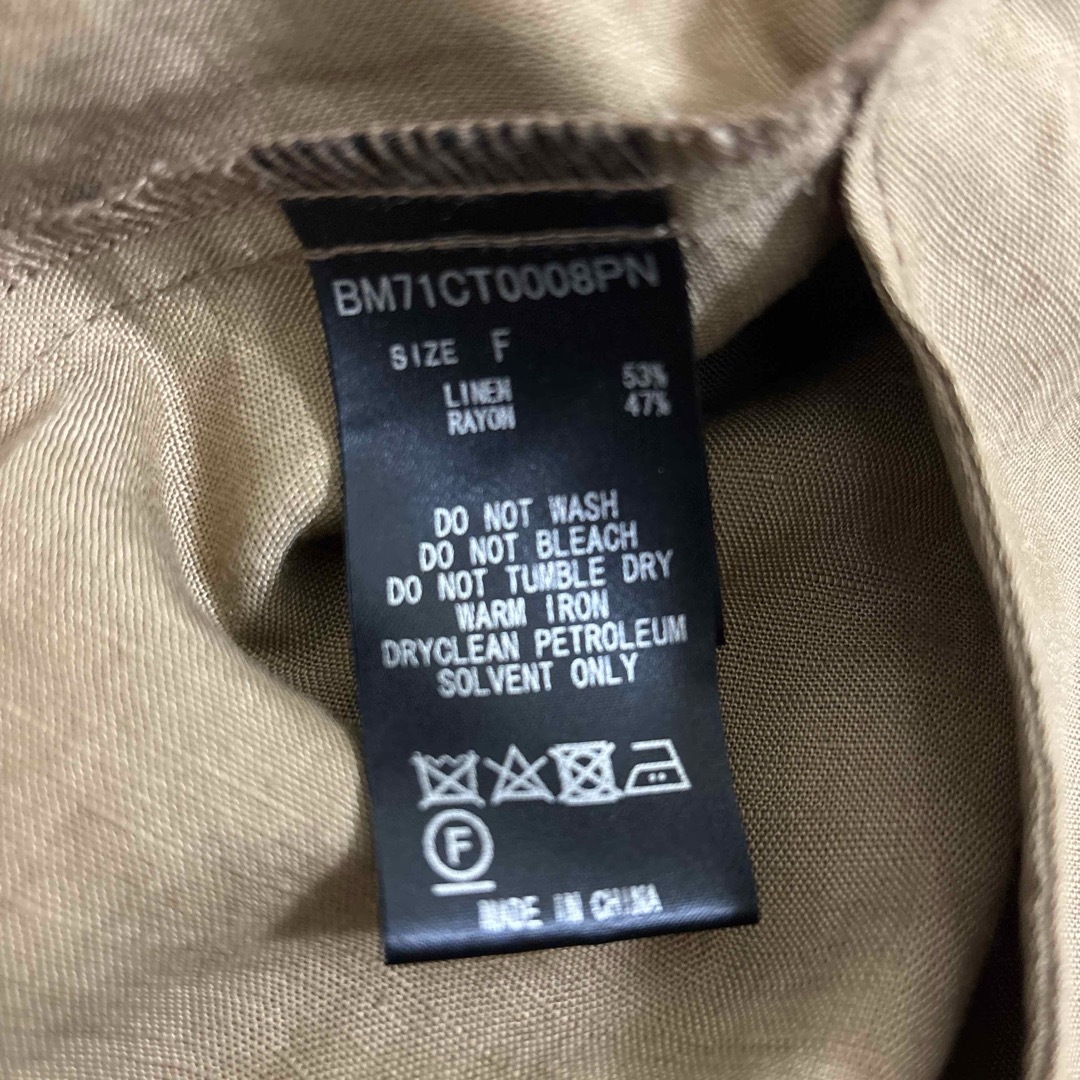 BM71CT0008PN
SIZE F
LINEN 53%
RAYON 47%
DO NOT WASH
DO NOT BLEACH
DO NOT TUMBLE DRY
WARM IRON
DRYCLEAN PETROLEUM
SOLVENT ONLY
F
MADE IN CHINA